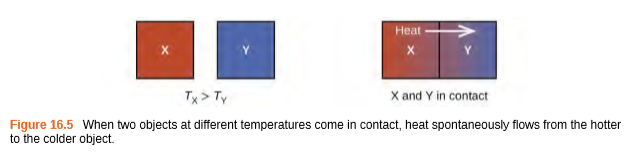 X
Y
T_X > T_Y
Heat
X
Y
X and Y in contact
Figure 16.5 When two objects at different temperatures come in contact, heat spontaneously flows from the hotter
to the colder object.